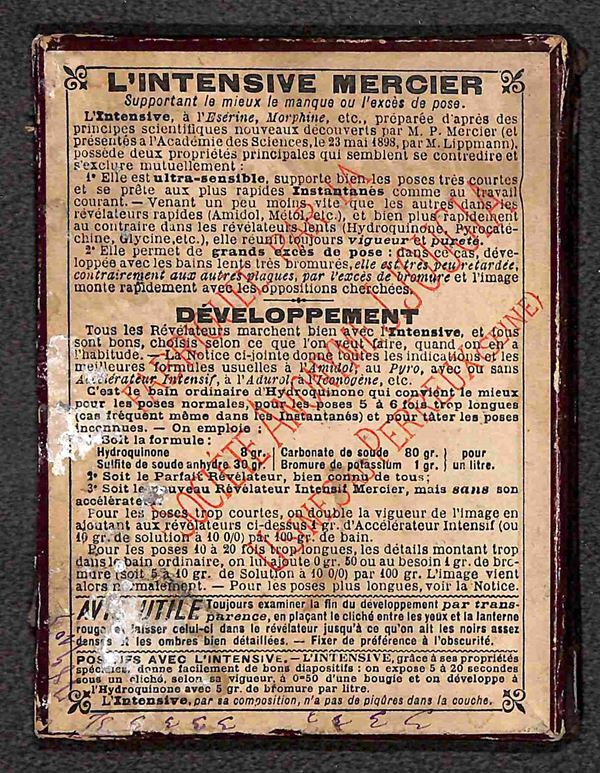 L'INTENSIVE MERCIER
Supportant le mieux le manque ou l'excès de pose.
L'Intensive, à l'Esérine, Morphine, etc., préparée d'après des
principes scientifiques nouveaux découverts par M. P. Mercier (et
présentés à l'Académie des Sciences, le 23 mai 1898, par M. Lippmann),
possède deux propriétés principales qui semblent se contredire et
s'exclure mutuellement :
1° Elle est ultra-sensible, supporte bien les poses très courtes
et se prête aux plus rapides Instantanés comme au travail
courant. — Venant un peu moins vite que les autres dans les
révélateurs rapides (Amidol, Métol, etc.), et bien plus rapidement
au contraire dans les révélateurs lents (Hydroquinone, Pyrocaté-
chine, Glycine, etc.), elle réunit toujours vigueur et pureté.
2° Elle permet de grands excès de pose : dans ce cas, déve-
loppée avec les bains lents très bromurés, elle est très peu retardée,
contrairement aux autres plaques, par l'excès de bromure et l'image
monte rapidement avec les oppositions cherchées.
DÉVELOPPEMENT
Tous les Révélateurs marchent bien avec l'Intensive, et tous
sont bons, choisis selon ce que l'on veut faire, quand on en a
l'habitude. — La Notice ci-jointe donne toutes les indications et les
meilleures formules usuelles à l'Amidol, au Pyro, avec ou sans
Accélérateur Intensif, à l'Adurol, à l'Iconogène, etc.
C'est le bain ordinaire d'Hydroquinone qui convient le mieux
pour les poses normales, pour les poses 5 à 6 fois trop longues
(cas fréquent même dans les Instantanés) et pour tâter les poses
inconnues. — On emploie :
Soit la formule :
Hydroquinone 8 gr. Carbonate de soude 80 gr. } pour
Sulfite de soude anhydre 30 gr. Bromure de potassium 1 gr. } un litre.
2° Soit le Parfait Révélateur, bien connu de tous ;
3° Soit le Nouveau Révélateur Intensif Mercier, mais sans son
accélérateur.
Pour les poses trop courtes, on double la vigueur de l'image en
ajoutant aux révélateurs ci-dessus 1 gr. d'Accélérateur Intensif (ou
10 gr. de solution à 10 0/0) par 100 gr. de bain.
Pour les poses 10 à 20 fois trop longues, les détails montant trop
dans le bain ordinaire, on lui ajoute 0 gr. 50 ou au besoin 1 gr. de bro-
mure (soit 5 à 10 gr. de Solution à 10 0/0) par 100 gr. L'image vient
alors normalement. — Pour les poses plus longues, voir la Notice.
AVIS UTILE Toujours examiner la fin du développement par trans-
parence, en plaçant le cliché entre les yeux et la lanterne
rouge et laisser celui-ci dans le révélateur jusqu'à ce qu'on ait les noirs assez
denses et les ombres bien détaillées. — Fixer de préférence à l'obscurité.
POSITIFS AVEC L'INTENSIVE. — L'INTENSIVE, grâce à ses propriétés
spéciales, donne facilement de bons diapositifs : on expose 5 à 20 secondes
sous un cliché, selon sa vigueur, à 0m50 d'une bougie et on développe à
l'Hydroquinone avec 5 gr. de bromure par litre.
L'Intensive, par sa composition, n'a pas de piqûres dans la couche.
FABRIQUÉE PAR LA
SOCIÉTÉ ANONYME J. JOUGLA
USINES DE PERREUX (SEINE)